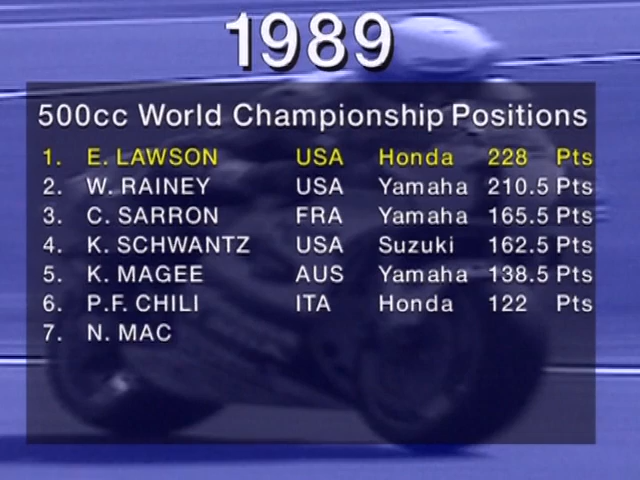 1989
500cc World Championship Positions
1. E. LAWSON USA Honda 228 Pts
2. W. RAINEY USA Yamaha 210.5 Pts
3. C. SARRON FRA Yamaha 165.5 Pts
4. K. SCHWANTZ USA Suzuki 162.5 Pts
5. K. MAGEE AUS Yamaha 138.5 Pts
6. P.F. CHILI ITA Honda 122 Pts
7. N. MAC